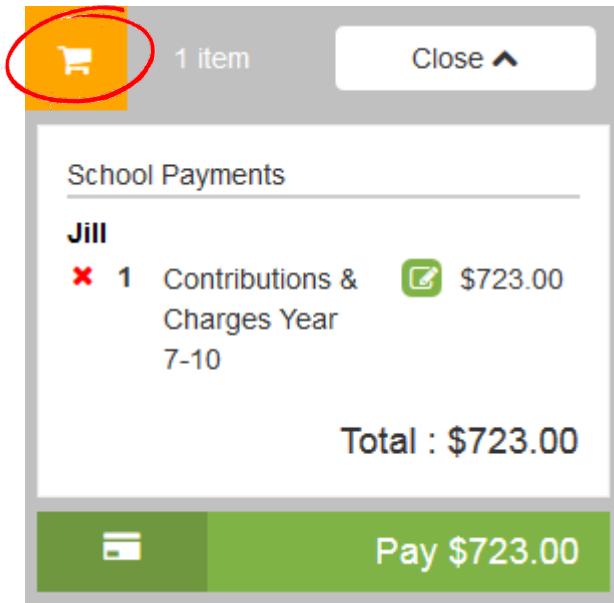 1 item
Close
School Payments
Jill
1 Contributions & $723.00
Charges Year
7-10
Total : $723.00
Pay $723.00